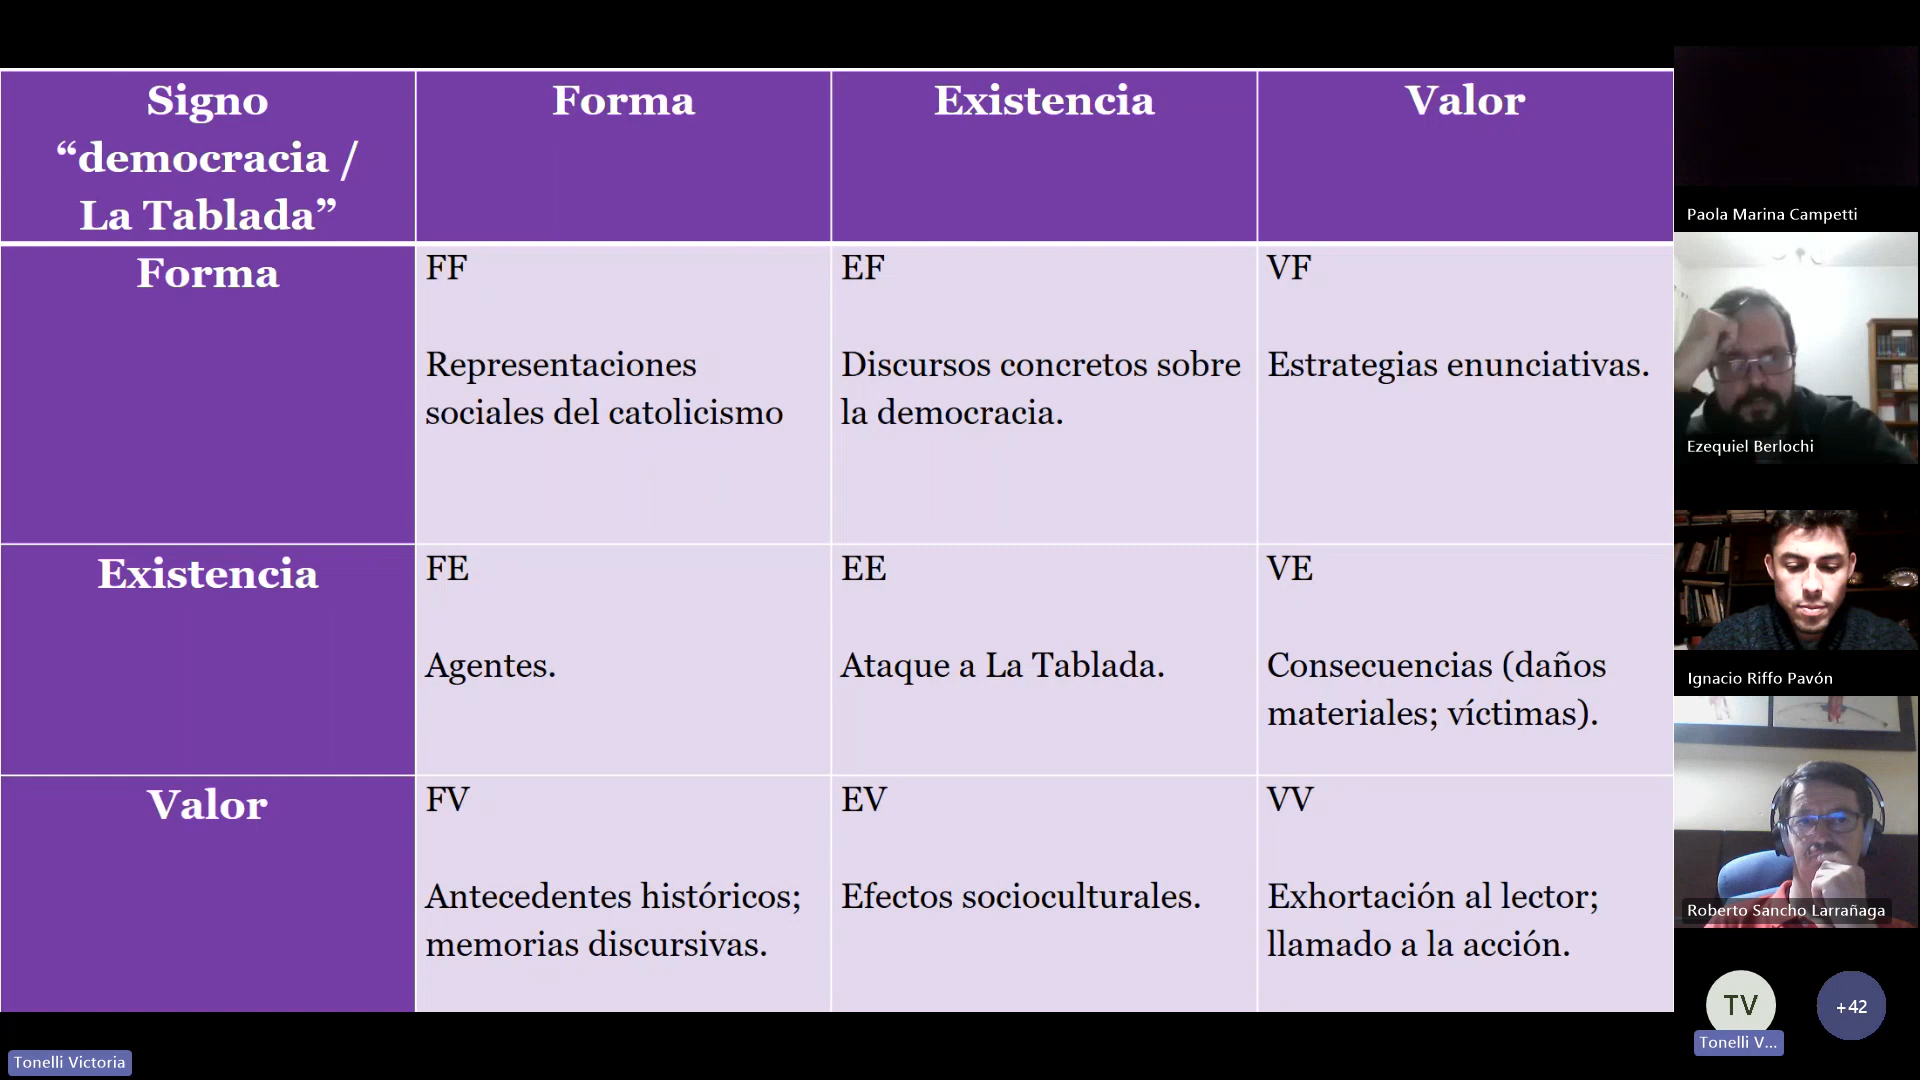 Signo
“democracia /
La Tablada”
Forma
Existencia
Valor
Forma
FF
Representaciones
sociales del catolicismo
EF
Discursos concretos sobre
la democracia.
VF
Estrategias enunciativas.
Existencia
FE
Agentes.
EE
Ataque a La Tablada.
VE
Consecuencias (daños
materiales; víctimas).
Valor
FV
Antecedentes históricos;
memorias discursivas.
EV
Efectos socioculturales.
VV
Exhortación al lector;
llamado a la acción.
Paola Marina Campetti
Ezequiel Berlochi
Ignacio Riffo Pavón
Roberto Sancho Larrañaga
TV
+42
Tonelli V...
Tonelli Victoria